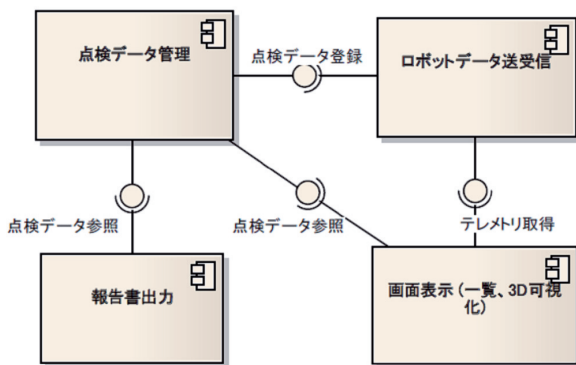 点検データ管理
点検データ登録
ロボットデータ送受信
点検データ参照
点検データ参照
テレメトリ取得
報告書出力
画面表示(一覧、3D可視
化)